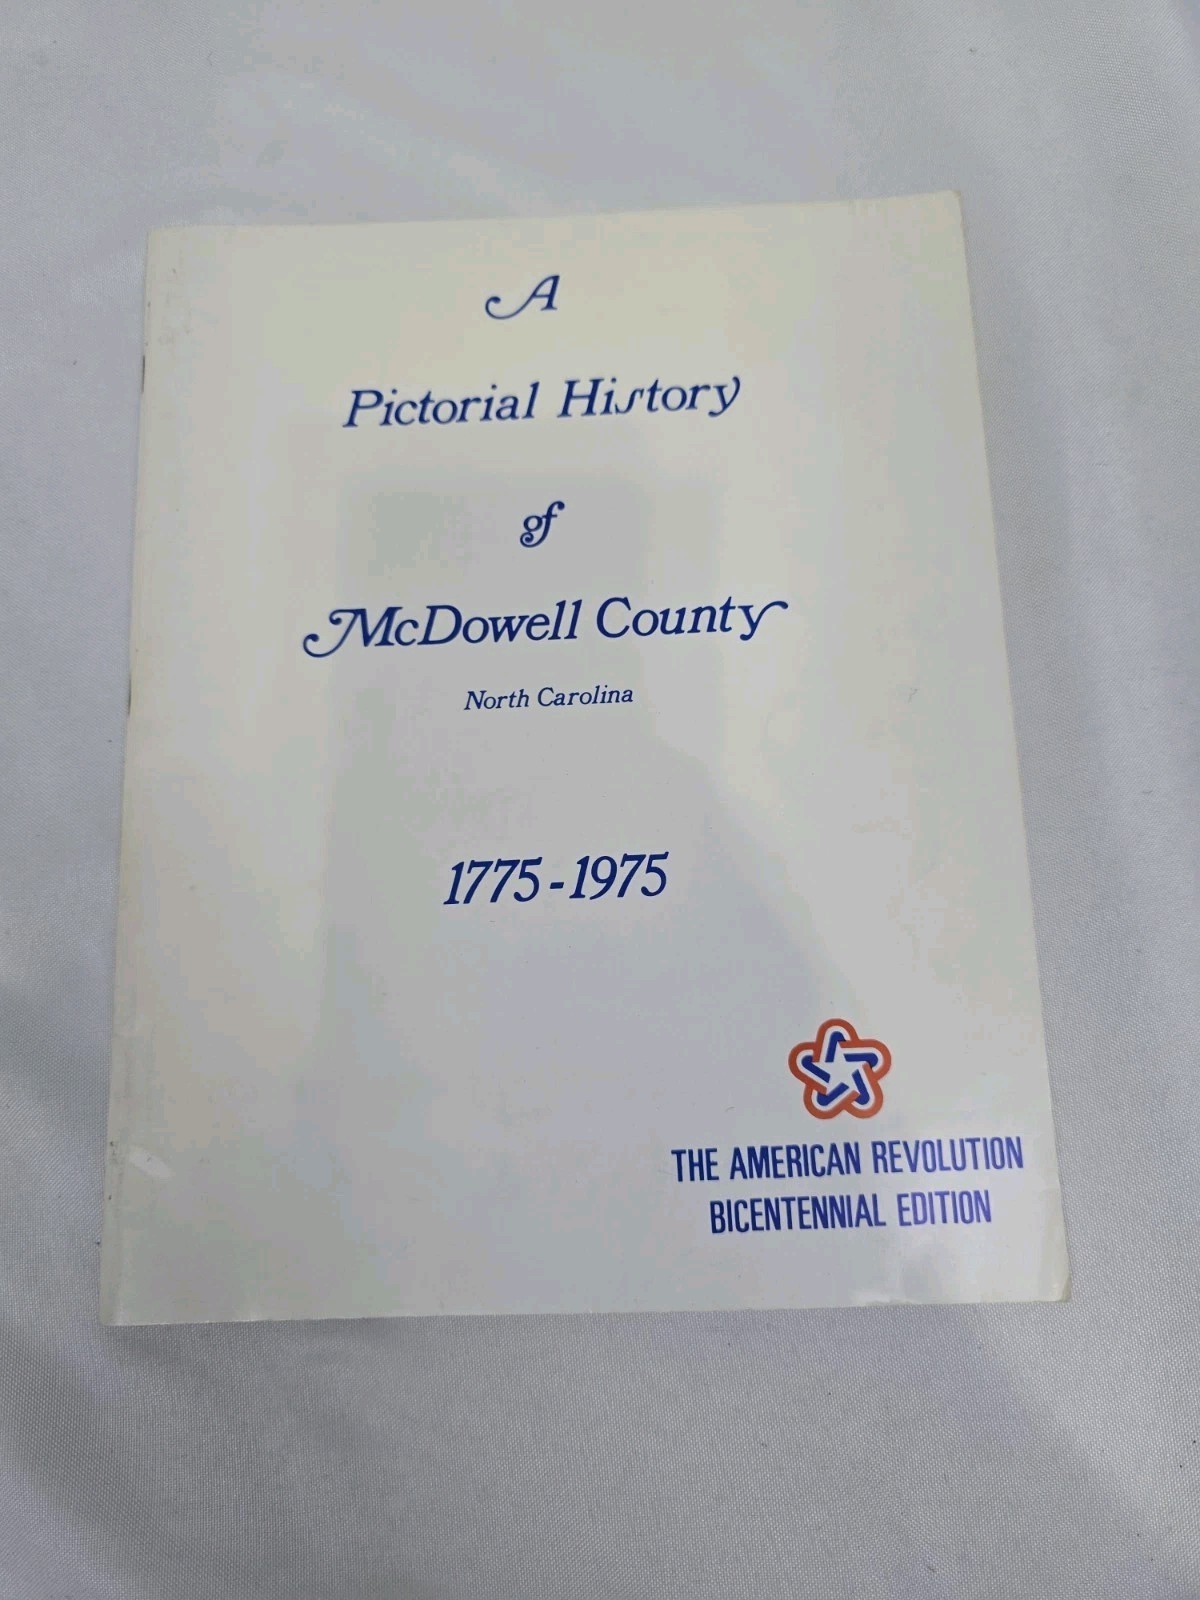 A
Pictorial History
of
McDowell County
North Carolina
1775-1975
THE AMERICAN REVOLUTION
BICENTENNIAL EDITION